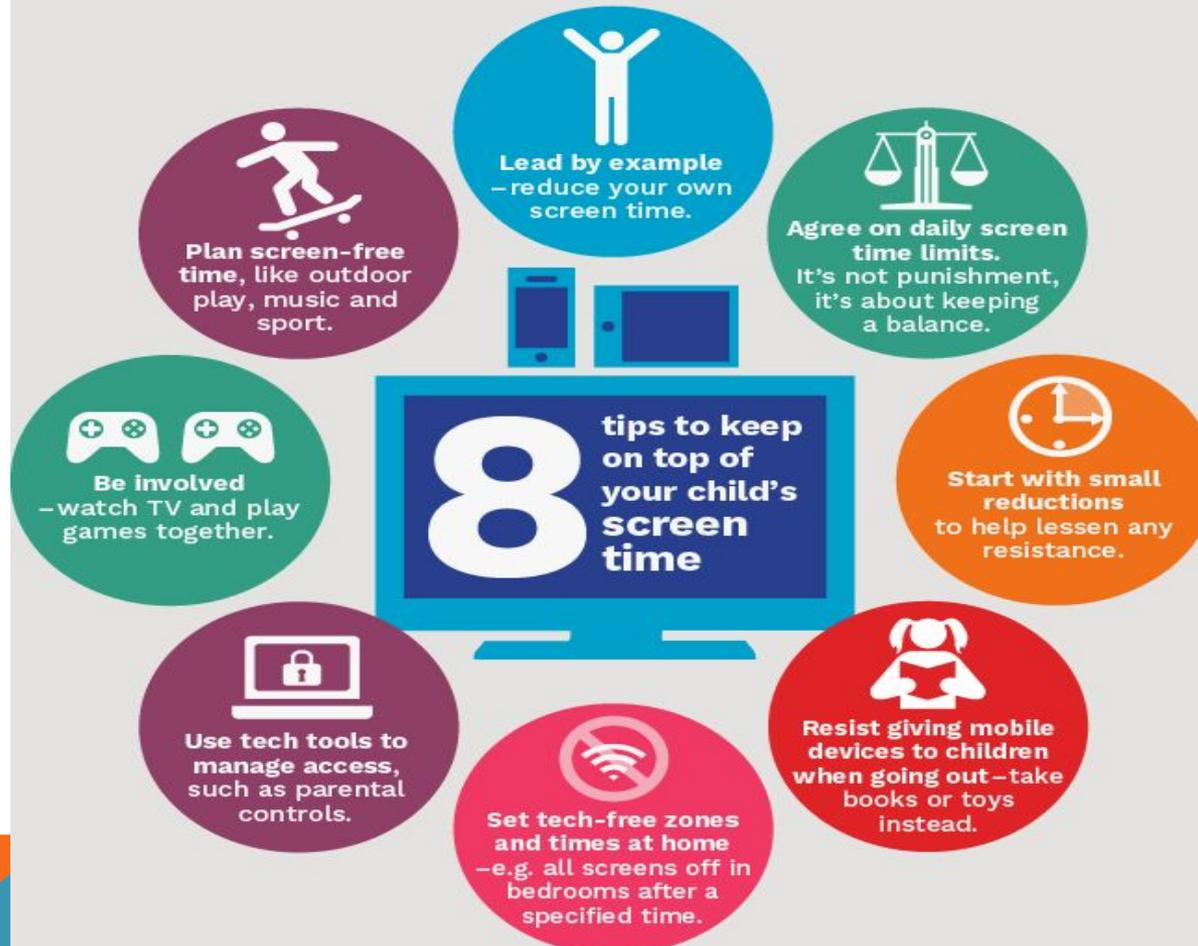 8
tips to keep
on top of
your child’s
screen
time
Lead by example
–reduce your own
screen time.
Agree on daily screen
time limits.
It’s not punishment,
it’s about keeping
a balance.
Start with small
reductions
to help lessen any
resistance.
Resist giving mobile
devices to children
when going out–take
books or toys
instead.
Set tech-free zones
and times at home
–e.g. all screens off in
bedrooms after a
specified time.
Use tech tools to
manage access,
such as parental
controls.
Be involved
–watch TV and play
games together.
Plan screen-free
time, like outdoor
play, music and
sport.